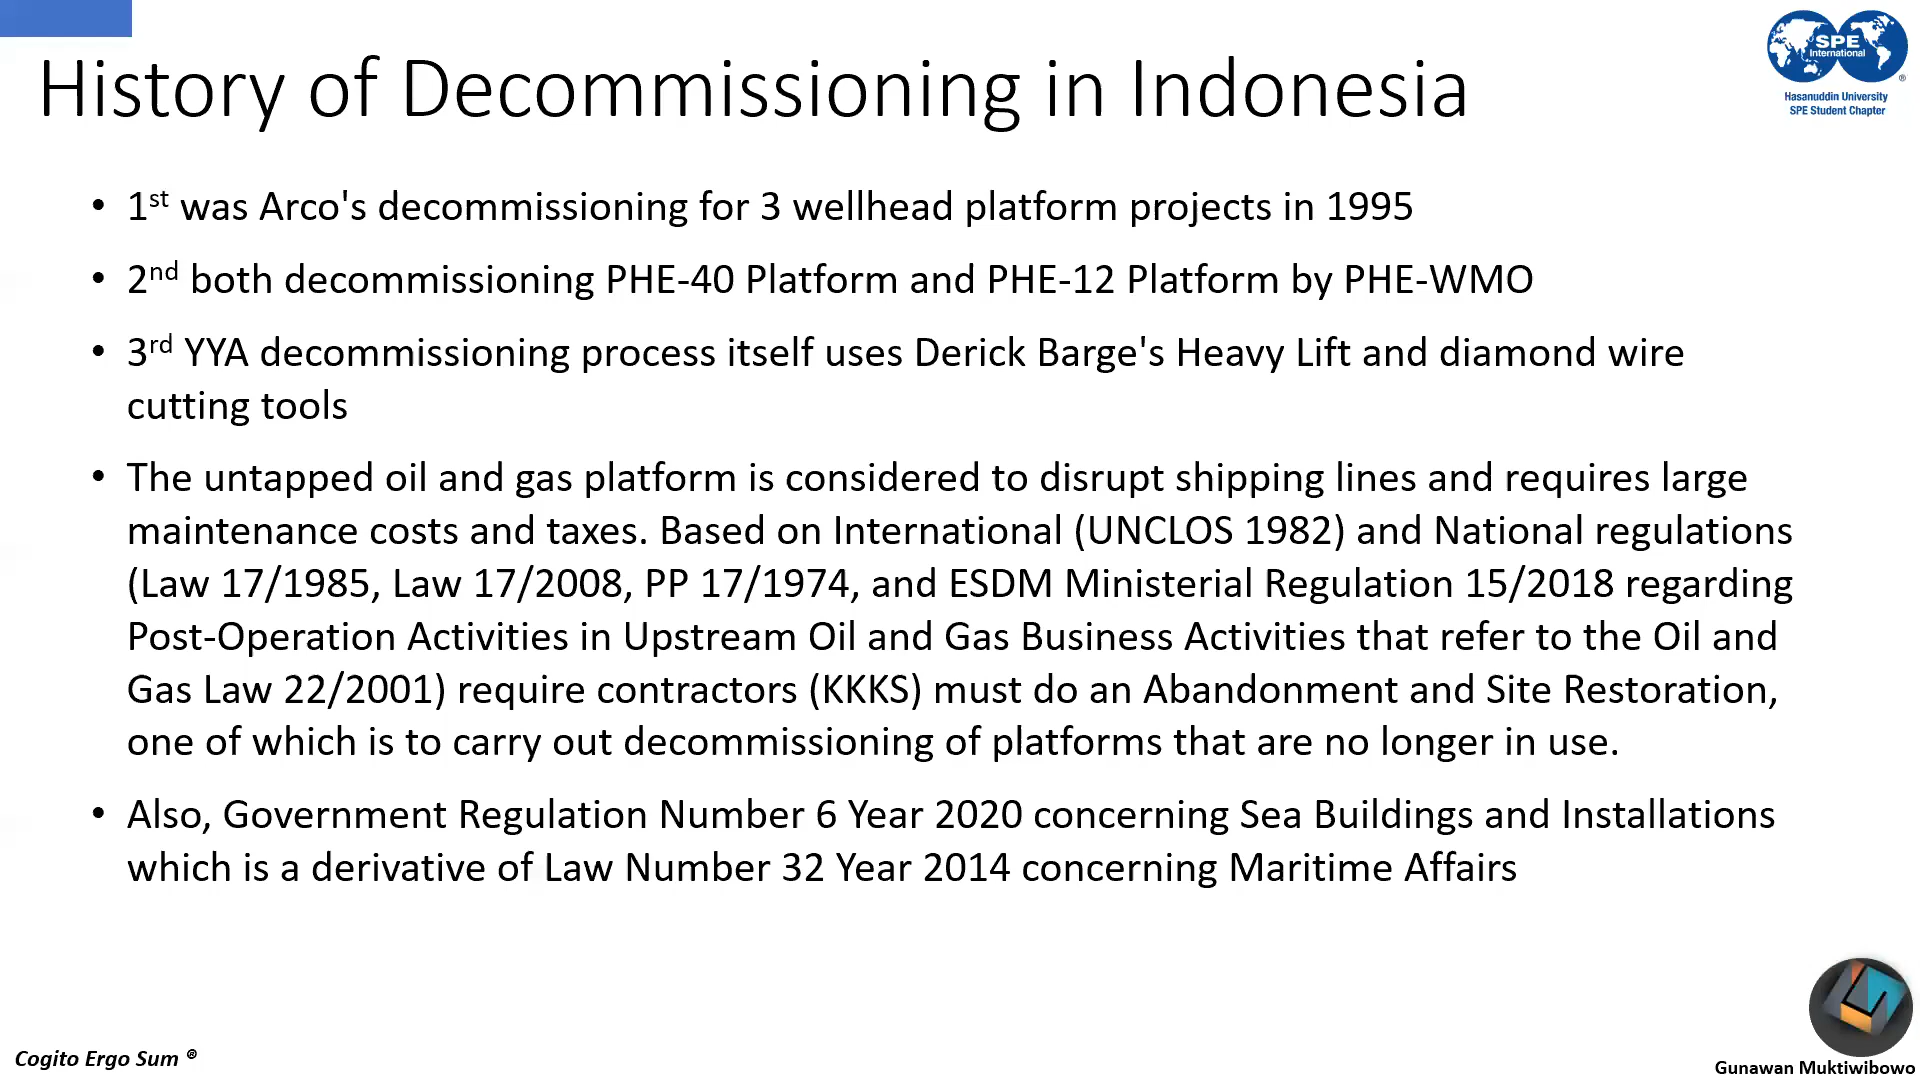 SPE
International
®
Hasanuddin University
SPE Student Chapter
History of Decommissioning in Indonesia
• 1st was Arco's decommissioning for 3 wellhead platform projects in 1995
• 2nd both decommissioning PHE-40 Platform and PHE-12 Platform by PHE-WMO
• 3rd YYA decommissioning process itself uses Derick Barge's Heavy Lift and diamond wire
cutting tools
• The untapped oil and gas platform is considered to disrupt shipping lines and requires large
maintenance costs and taxes. Based on International (UNCLOS 1982) and National regulations
(Law 17/1985, Law 17/2008, PP 17/1974, and ESDM Ministerial Regulation 15/2018 regarding
Post-Operation Activities in Upstream Oil and Gas Business Activities that refer to the Oil and
Gas Law 22/2001) require contractors (KKKS) must do an Abandonment and Site Restoration,
one of which is to carry out decommissioning of platforms that are no longer in use.
• Also, Government Regulation Number 6 Year 2020 concerning Sea Buildings and Installations
which is a derivative of Law Number 32 Year 2014 concerning Maritime Affairs
Cogito Ergo Sum ®
Gunawan Muktiwibowo